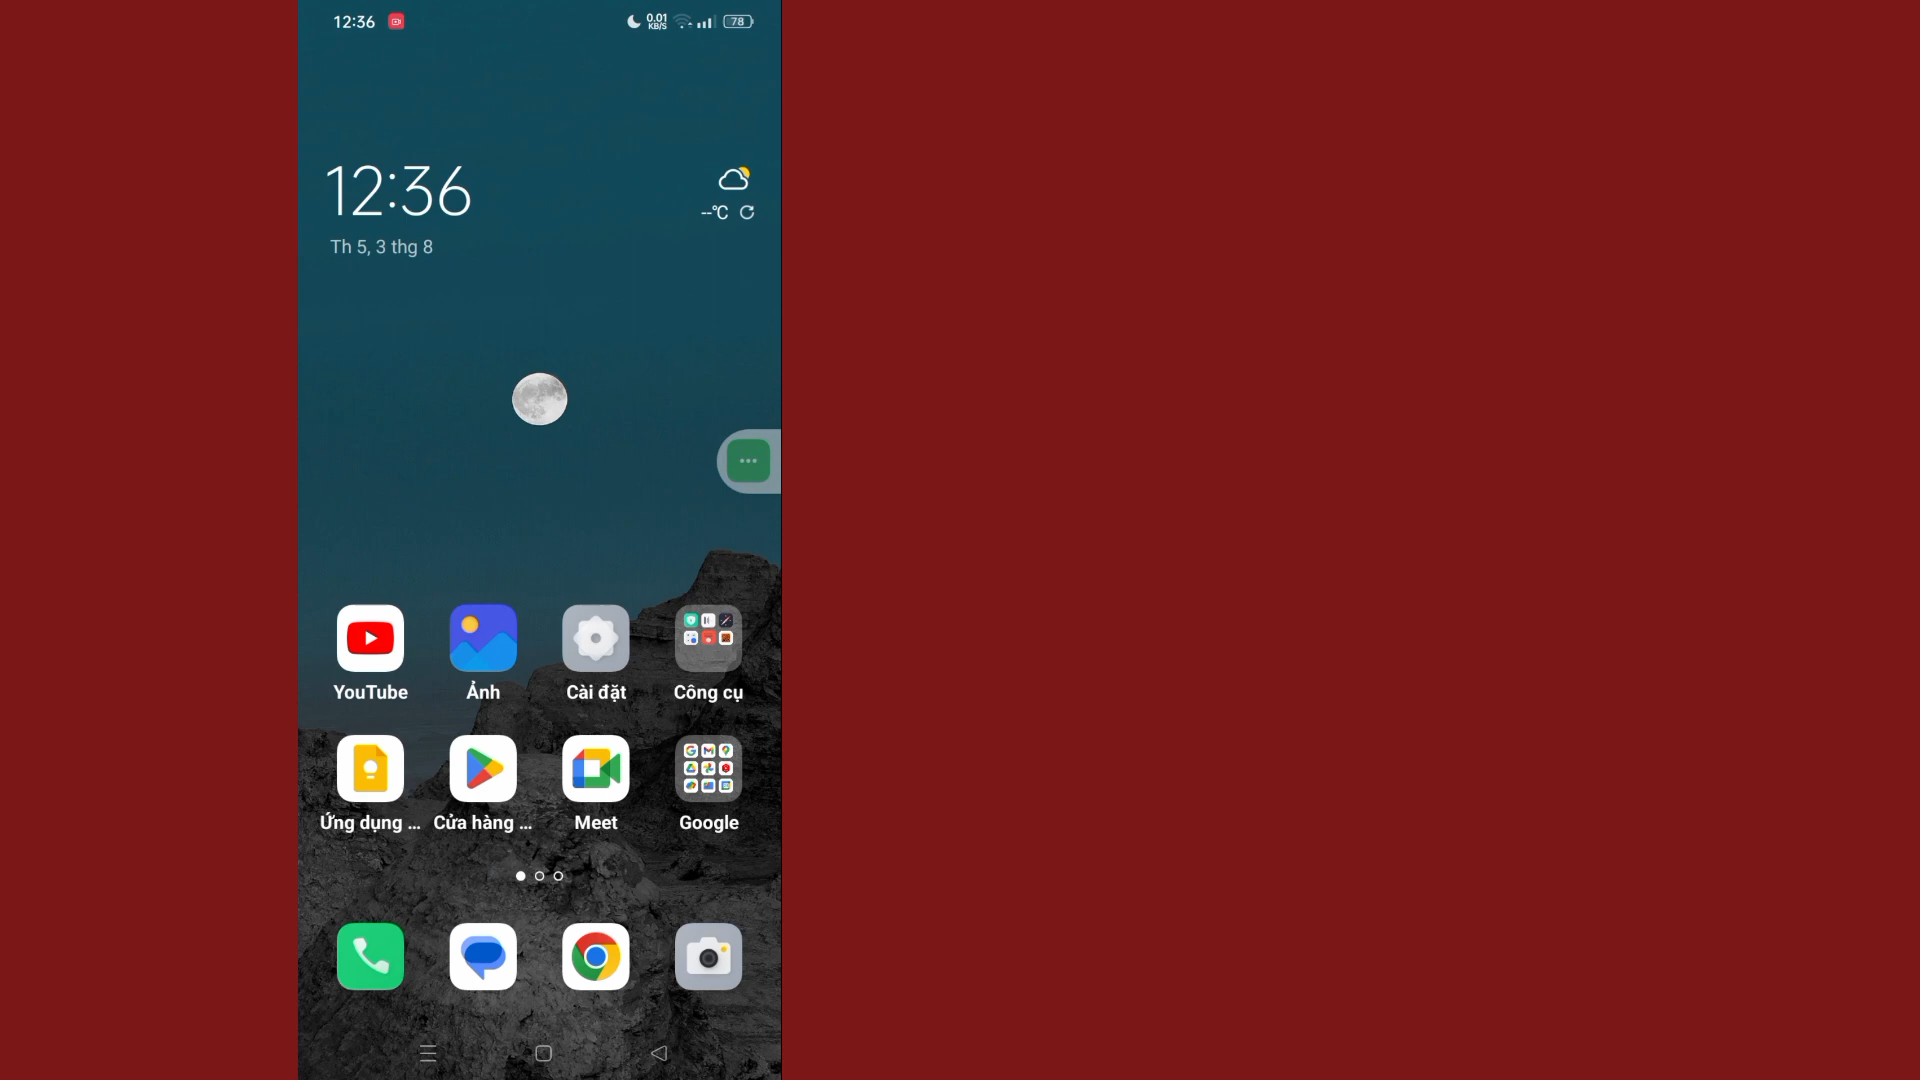 12:36
0.01
KB/S
78
12:36
--°C
Th 5, 3 thg 8
YouTube
Ảnh
Cài đặt
Công cụ
Ứng dụng ...
Cửa hàng ...
Meet
Google